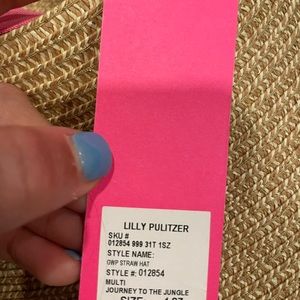 LILLY PULITZER
SKU #
012854 999 31T 1SZ
STYLE NAME:
GWP STRAW HAT
STYLE #: 012854
MULTI
JOURNEY TO THE JUNGLE
SIZE